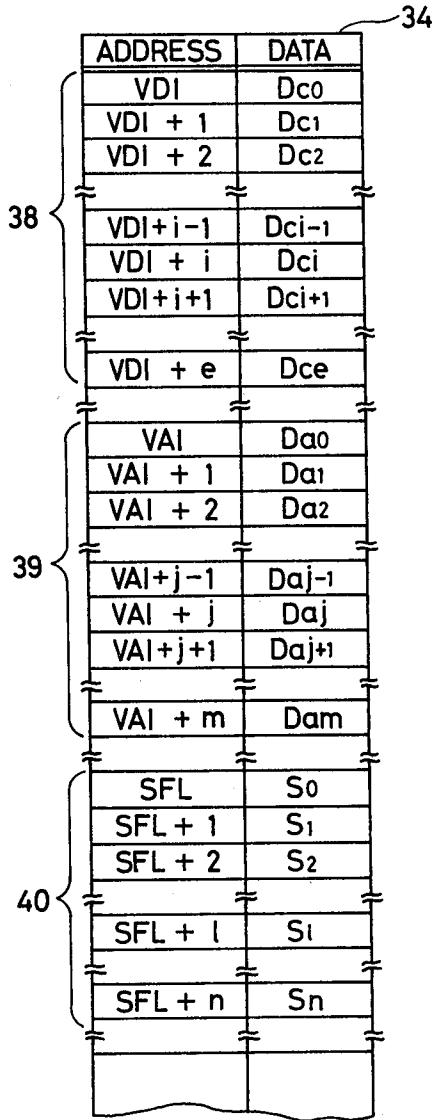 34
ADDRESS DATA
VDI Dc0
VDI + 1 Dc1
VDI + 2 Dc2
38
VDI+i-1 Dci-1
VDI + i Dci
VDI+i+1 Dci+1
VDI + e Dce
VAI Da0
VAI + 1 Da1
VAI + 2 Da2
39
VAI+j-1 Daj-1
VAI + j Daj
VAI+j+1 Daj+1
VAI + m Dam
SFL S0
SFL + 1 S1
SFL + 2 S2
40
SFL + l Sl
SFL + n Sn